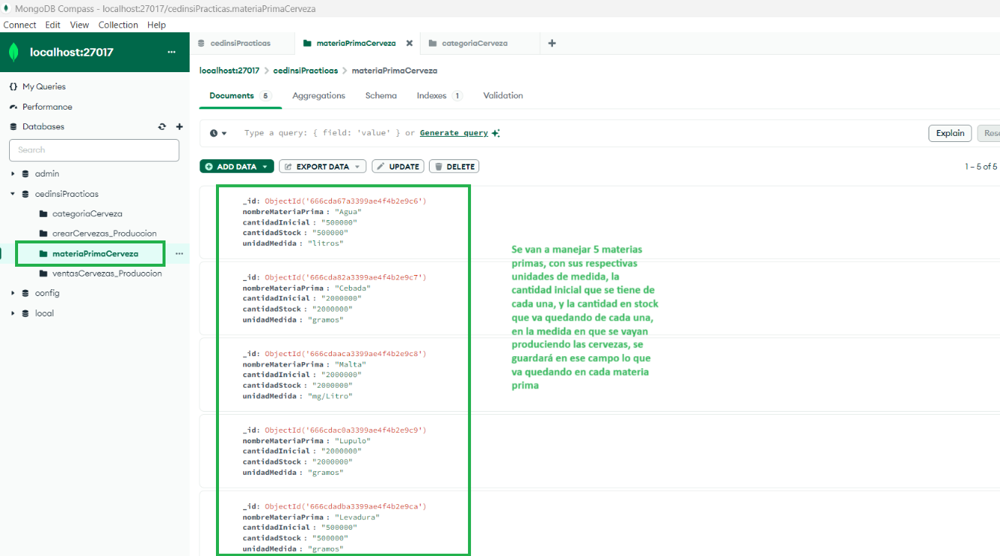 MongoDB Compass - localhost:27017/cedinsiPracticas.materiaPrimaCerveza
Connect Edit View Collection Help
localhost:27017 ...
cedinsiPracticas
materiaPrimaCerveza
categoriaCerveza
localhost:27017 > cedinsiPracticas > materiaPrimaCerveza
{} My Queries
Performance
Databases
Search
admin
cedinsiPracticas
categoriaCerveza
crearCervezas_Produccion
materiaPrimaCerveza ...
ventasCervezas_Produccion
config
local
Documents 5 Aggregations Schema Indexes 1 Validation
Type a query: { field: 'value' } or Generate query
Explain
Rese
ADD DATA EXPORT DATA UPDATE DELETE
1 – 5 of 5
_id: ObjectId('666cda67a3399ae4f4b2e9c6')
nombreMateriaPrima : "Agua"
cantidadInicial : "500000"
cantidadStock : "500000"
unidadMedida : "litros"
_id: ObjectId('666cda82a3399ae4f4b2e9c7')
nombreMateriaPrima : "Cebada"
cantidadInicial : "2000000"
cantidadStock : "2000000"
unidadMedida : "gramos"
_id: ObjectId('666cdaaca3399ae4f4b2e9c8')
nombreMateriaPrima : "Malta"
cantidadInicial : "2000000"
cantidadStock : "2000000"
unidadMedida : "mg/Litro"
_id: ObjectId('666cdac0a3399ae4f4b2e9c9')
nombreMateriaPrima : "Lupulo"
cantidadInicial : "2000000"
cantidadStock : "2000000"
unidadMedida : "gramos"
_id: ObjectId('666cdadba3399ae4f4b2e9ca')
nombreMateriaPrima : "Levadura"
cantidadInicial : "500000"
cantidadStock : "500000"
unidadMedida : "gramos"
Se van a manejar 5 materias
primas, con sus respectivas
unidades de medida, la
cantidad inicial que se tiene de
cada una, y la cantidad en stock
que va quedando de cada una,
en la medida en que se vayan
produciendo las cervezas, se
guardará en ese campo lo que
va quedando en cada materia
prima